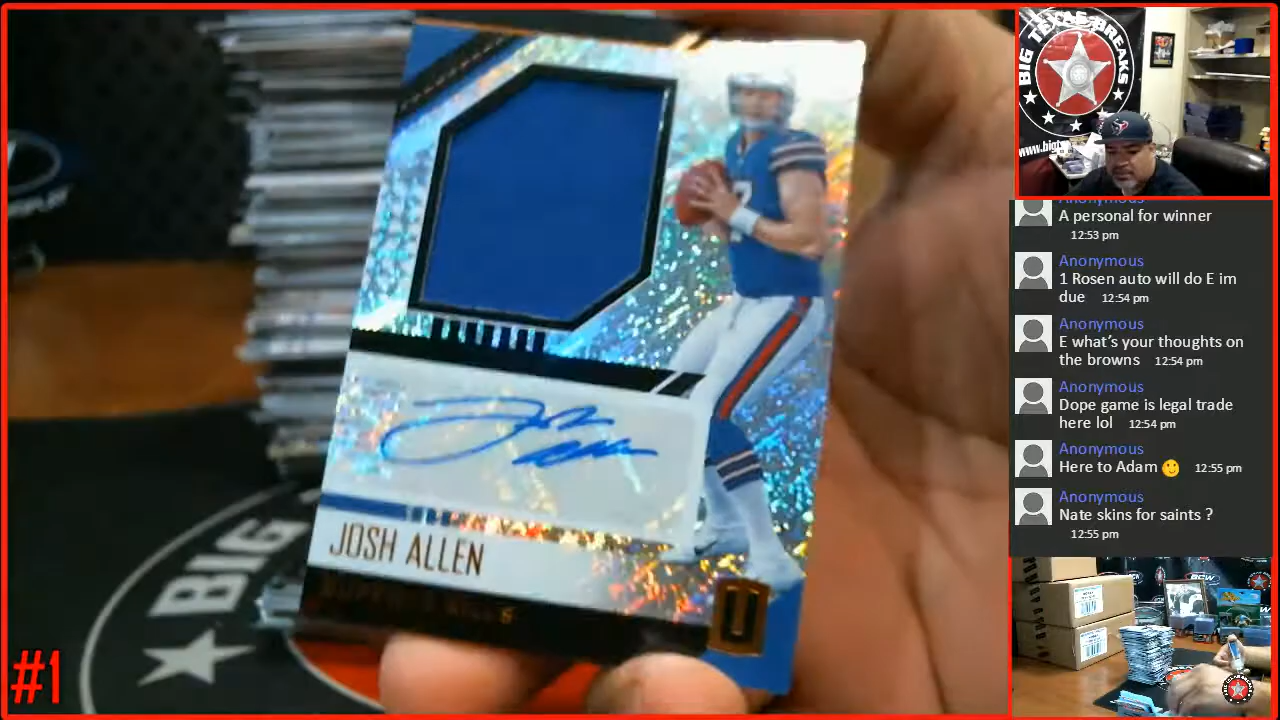 JOSH ALLEN
BIG
#1
BIG TEXAS BREAKS
Anonymous
A personal for winner
12:53 pm
Anonymous
1 Rosen auto will do E im
due 12:54 pm
Anonymous
E what's your thoughts on
the browns 12:54 pm
Anonymous
Dope game is legal trade
here lol 12:54 pm
Anonymous
Here to Adam 🙂 12:55 pm
Anonymous
Nate skins for saints ?
12:55 pm
BCW